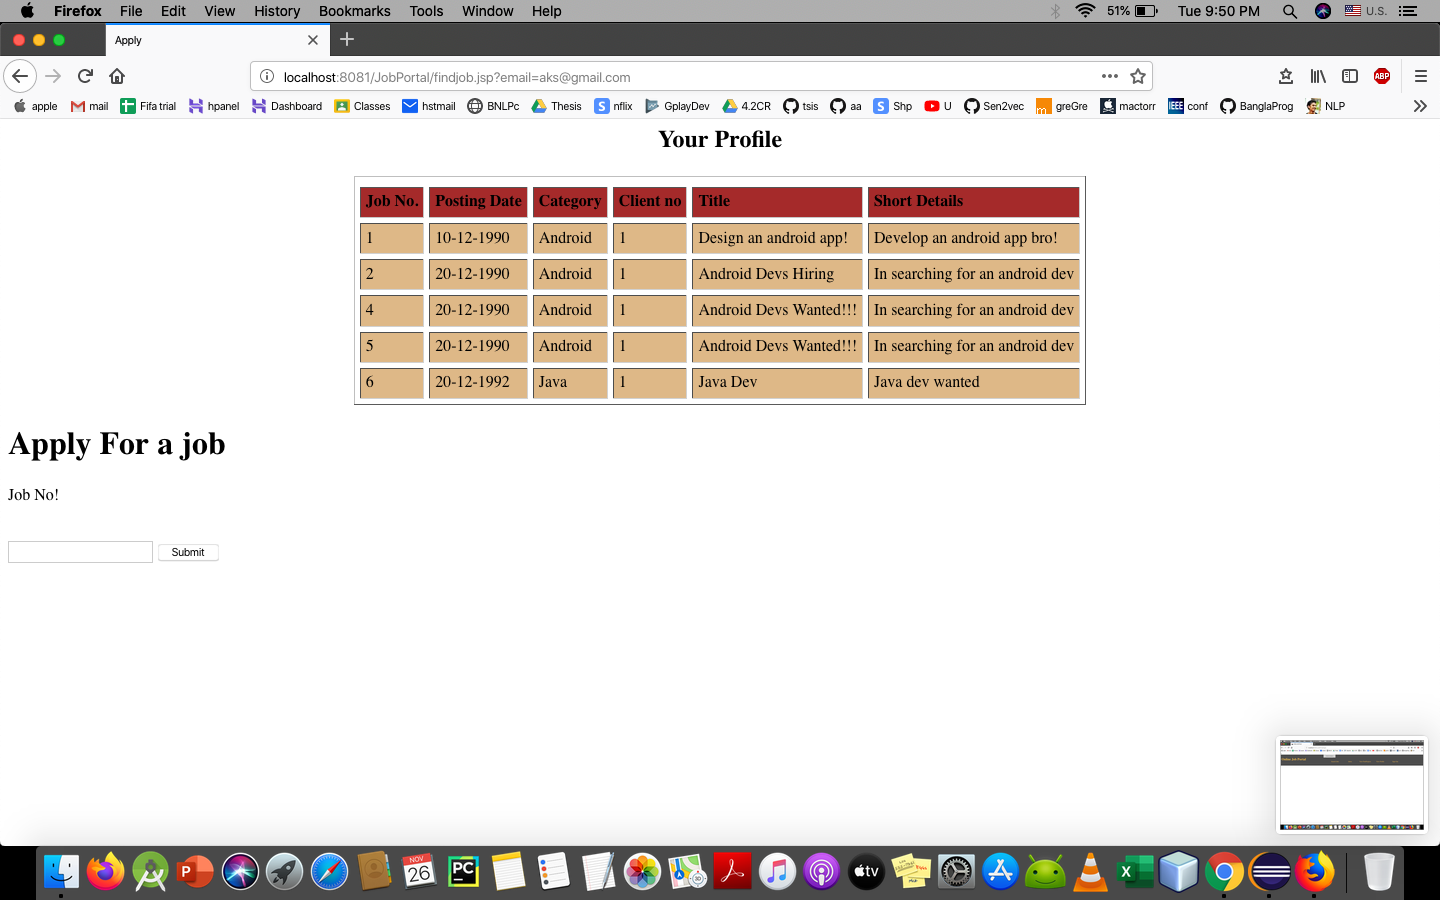 Firefox File Edit View History Bookmarks Tools Window Help 51% Tue 9:50 PM U.S.
Apply
localhost:8081/JobPortal/findjob.jsp?email=aks@gmail.com ABP
apple mail Fifa trial hpanel Dashboard Classes hstmail BNLPc Thesis nflix GplayDev 4.2CR tsis aa Shp U Sen2vec greGre mactorr conf BanglaProg NLP
Your Profile
Job No. Posting Date Category Client no Title Short Details
1 10-12-1990 Android 1 Design an android app! Develop an android app bro!
2 20-12-1990 Android 1 Android Devs Hiring In searching for an android dev
4 20-12-1990 Android 1 Android Devs Wanted!!! In searching for an android dev
5 20-12-1990 Android 1 Android Devs Wanted!!! In searching for an android dev
6 20-12-1992 Java 1 Java Dev Java dev wanted
Apply For a job
Job No!
Submit
NOV
26
PC
tv